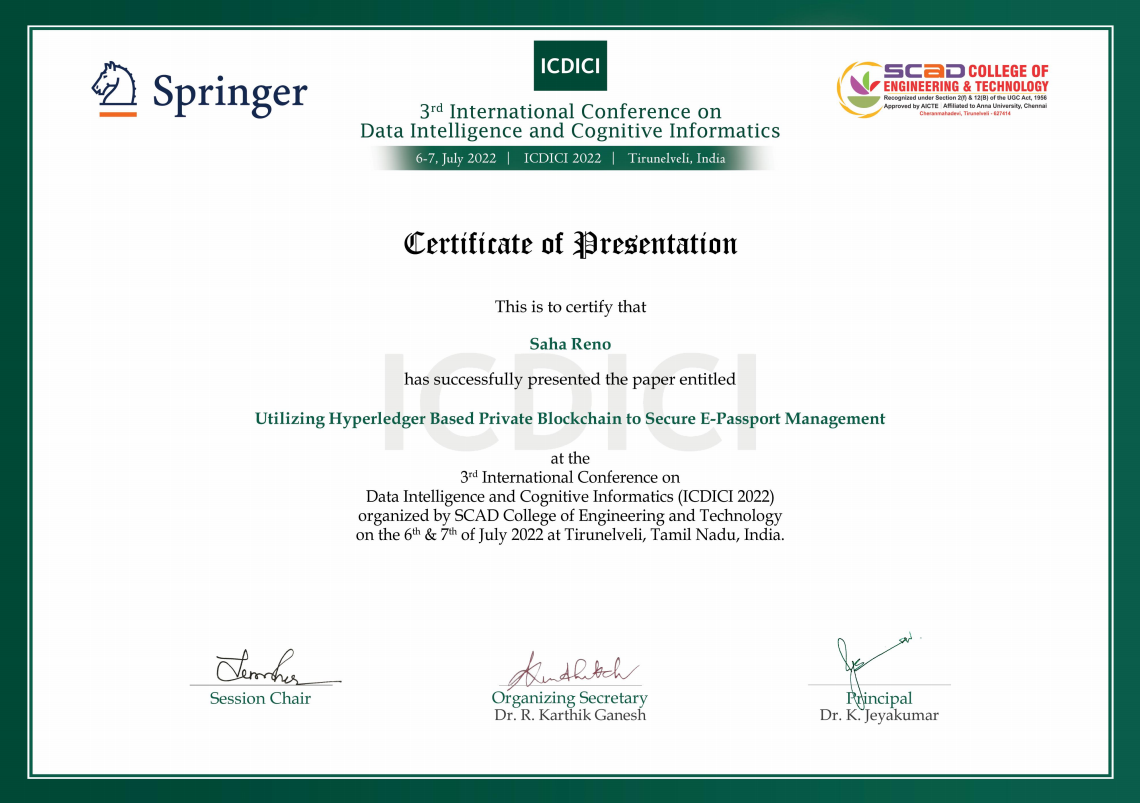 Springer
ICDICI
3rd International Conference on
Data Intelligence and Cognitive Informatics
6-7, July 2022 | ICDICI 2022 | Tirunelveli, India
SCAD COLLEGE OF
ENGINEERING & TECHNOLOGY
Recognized under Section 2(f) & 12(B) of the UGC Act, 1956
Approved by AICTE Affiliated to Anna University, Chennai
Cheranmahadevi, Tirunelveli - 627414
Certificate of Presentation
This is to certify that
Saha Reno
ICDICI
has successfully presented the paper entitled
Utilizing Hyperledger Based Private Blockchain to Secure E-Passport Management
at the
3rd International Conference on
Data Intelligence and Cognitive Informatics (ICDICI 2022)
organized by SCAD College of Engineering and Technology
on the 6th & 7th of July 2022 at Tirunelveli, Tamil Nadu, India.
Session Chair
Organizing Secretary
Dr. R. Karthik Ganesh
Principal
Dr. K. Jeyakumar